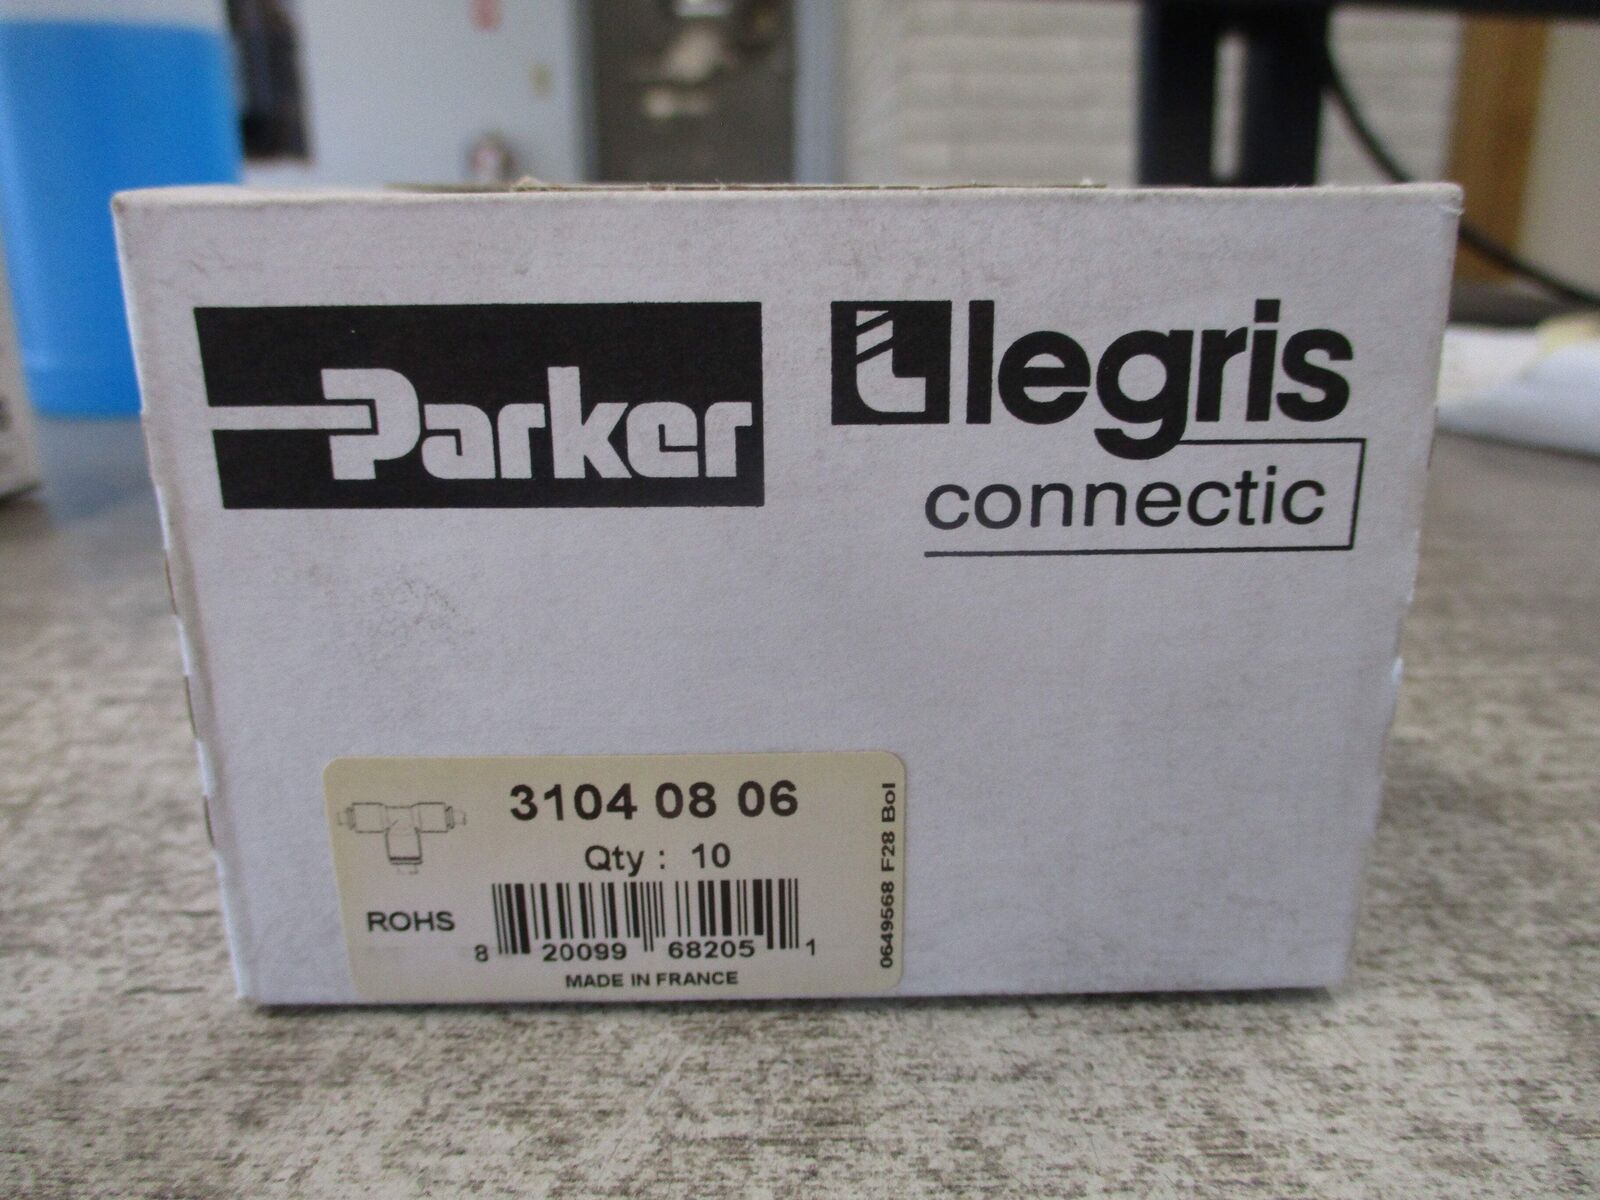 Parker
legris
connectic
3104 08 06
Qty : 10
ROHS
8 20099 68205 1
MADE IN FRANCE
0649568 F28 Bol